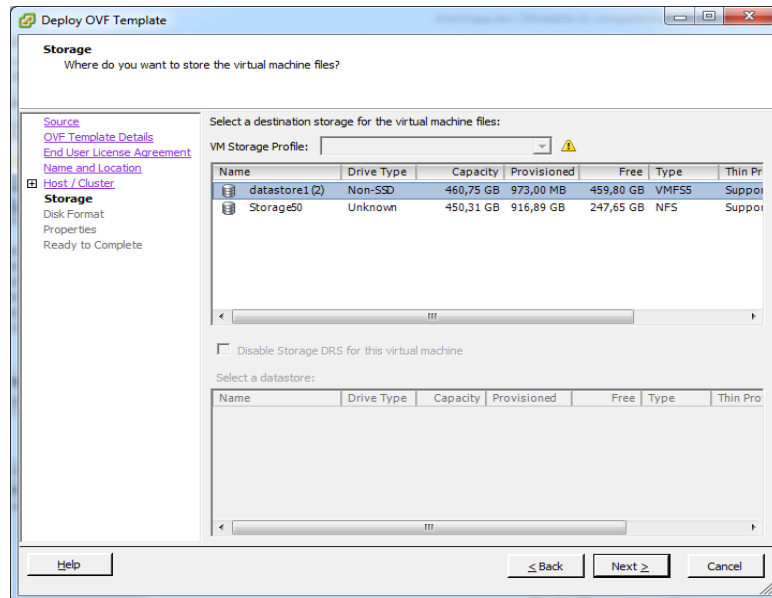 Deploy OVF Template
Storage
Where do you want to store the virtual machine files?
Source
OVF Template Details
End User License Agreement
Name and Location
Host / Cluster
Storage
Disk Format
Properties
Ready to Complete
Select a destination storage for the virtual machine files:
VM Storage Profile:
Name Drive Type Capacity Provisioned Free Type Thin Pr
datastore1 (2) Non-SSD 460,75 GB 973,00 MB 459,80 GB VMFS5 Suppor
Storage50 Unknown 450,31 GB 916,89 GB 247,65 GB NFS Suppor
Disable Storage DRS for this virtual machine
Select a datastore:
Name Drive Type Capacity Provisioned Free Type Thin Pro
Help
< Back
Next >
Cancel